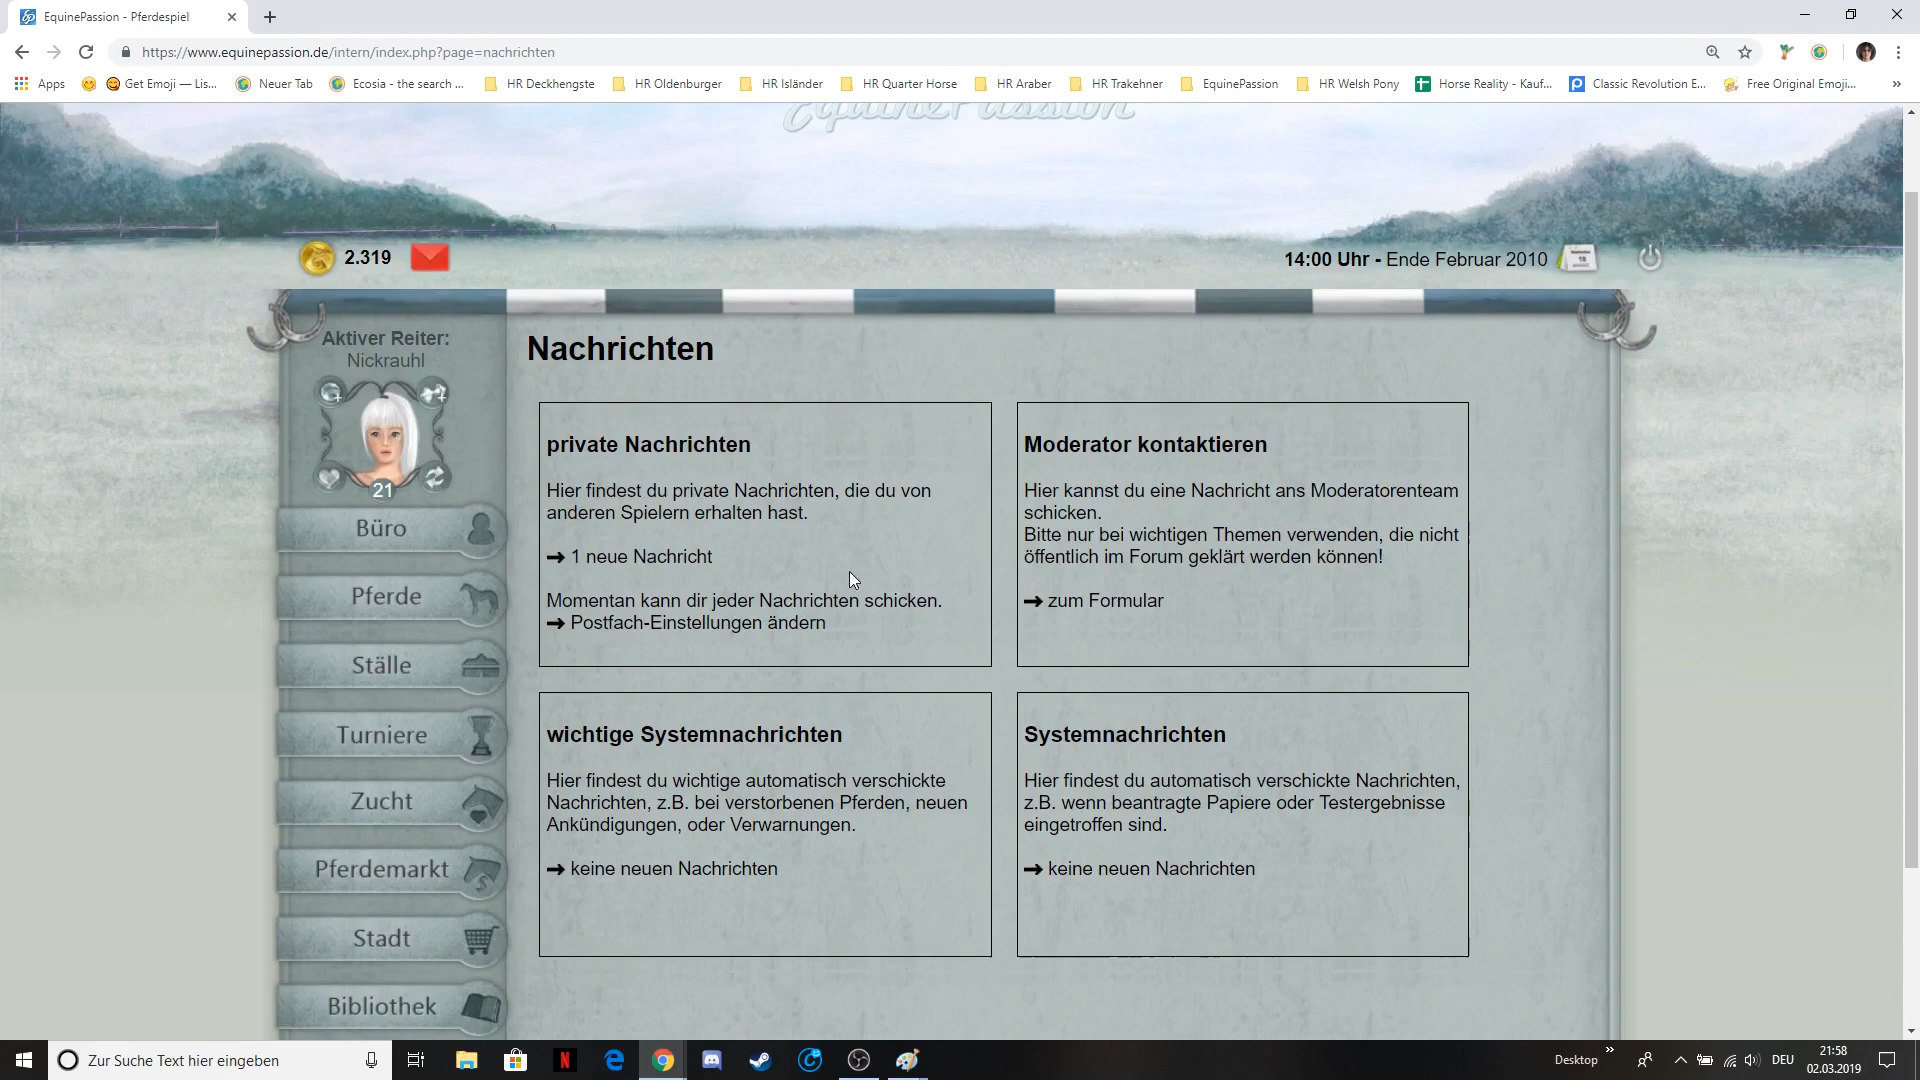 EquinePassion - Pferdespiel
https://www.equinepassion.de/intern/index.php?page=nachrichten
Apps
Get Emoji — Lis...
Neuer Tab
Ecosia - the search ...
HR Deckhengste
HR Oldenburger
HR Isländer
HR Quarter Horse
HR Araber
HR Trakehner
EquinePassion
HR Welsh Pony
Horse Reality - Kauf...
Classic Revolution E...
Free Original Emoji...
»
EquinePassion
2.319
14:00 Uhr - Ende Februar 2010
Aktiver Reiter:
Nickrauhl
21
Büro
Pferde
Ställe
Turniere
Zucht
Pferdemarkt
Stadt
Bibliothek
Nachrichten
private Nachrichten
Hier findest du private Nachrichten, die du von
anderen Spielern erhalten hast.
➞ 1 neue Nachricht
Momentan kann dir jeder Nachrichten schicken.
➞ Postfach-Einstellungen ändern
Moderator kontaktieren
Hier kannst du eine Nachricht ans Moderatorenteam
schicken.
Bitte nur bei wichtigen Themen verwenden, die nicht
öffentlich im Forum geklärt werden können!
➞ zum Formular
wichtige Systemnachrichten
Hier findest du wichtige automatisch verschickte
Nachrichten, z.B. bei verstorbenen Pferden, neuen
Ankündigungen, oder Verwarnungen.
➞ keine neuen Nachrichten
Systemnachrichten
Hier findest du automatisch verschickte Nachrichten,
z.B. wenn beantragte Papiere oder Testergebnisse
eingetroffen sind.
➞ keine neuen Nachrichten
Zur Suche Text hier eingeben
Desktop
»
DEU
21:58
02.03.2019